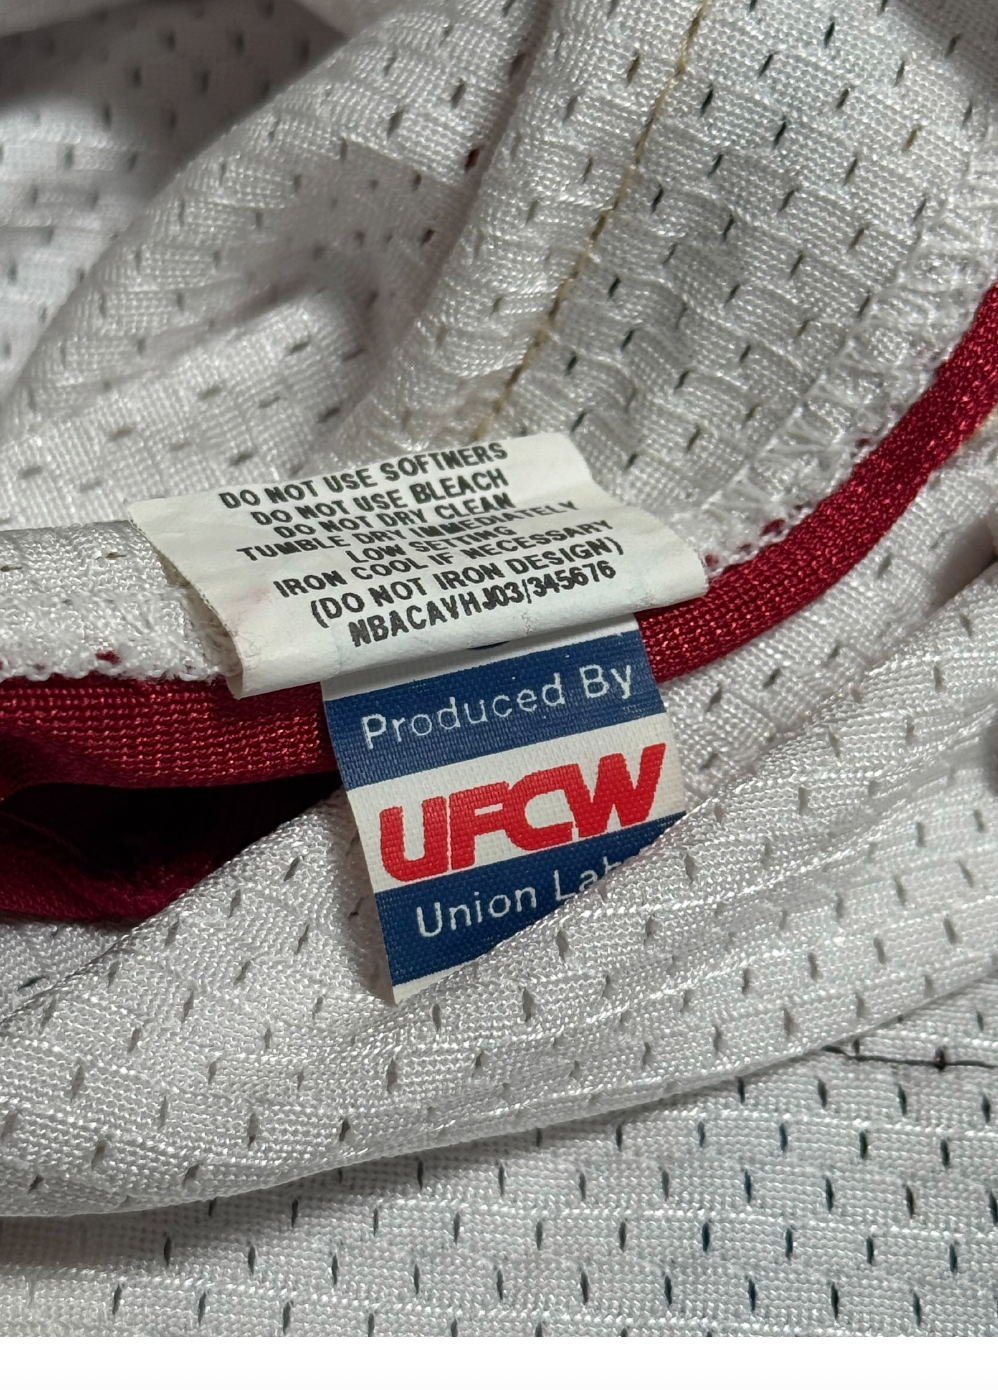 DO NOT USE SOFTNERS
DO NOT USE BLEACH
DO NOT DRY CLEAN
TUMBLE DRY IMMEDIATELY
LOW SETTING
IRON COOL IF NECESSARY
(DO NOT IRON DESIGN)
NBACAVHJ03/345676
Produced By
UFCW
Union